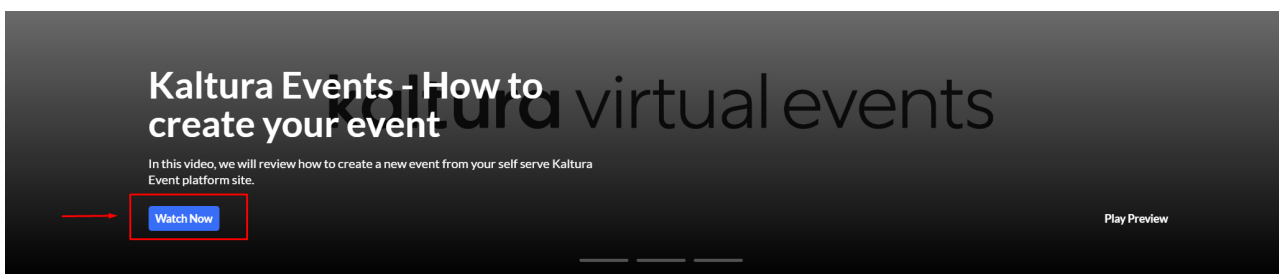 Kaltura Events - How to
create your event
kaltura virtual events
In this video, we will review how to create a new event from your self serve Kaltura
Event platform site.
Watch Now
Play Preview